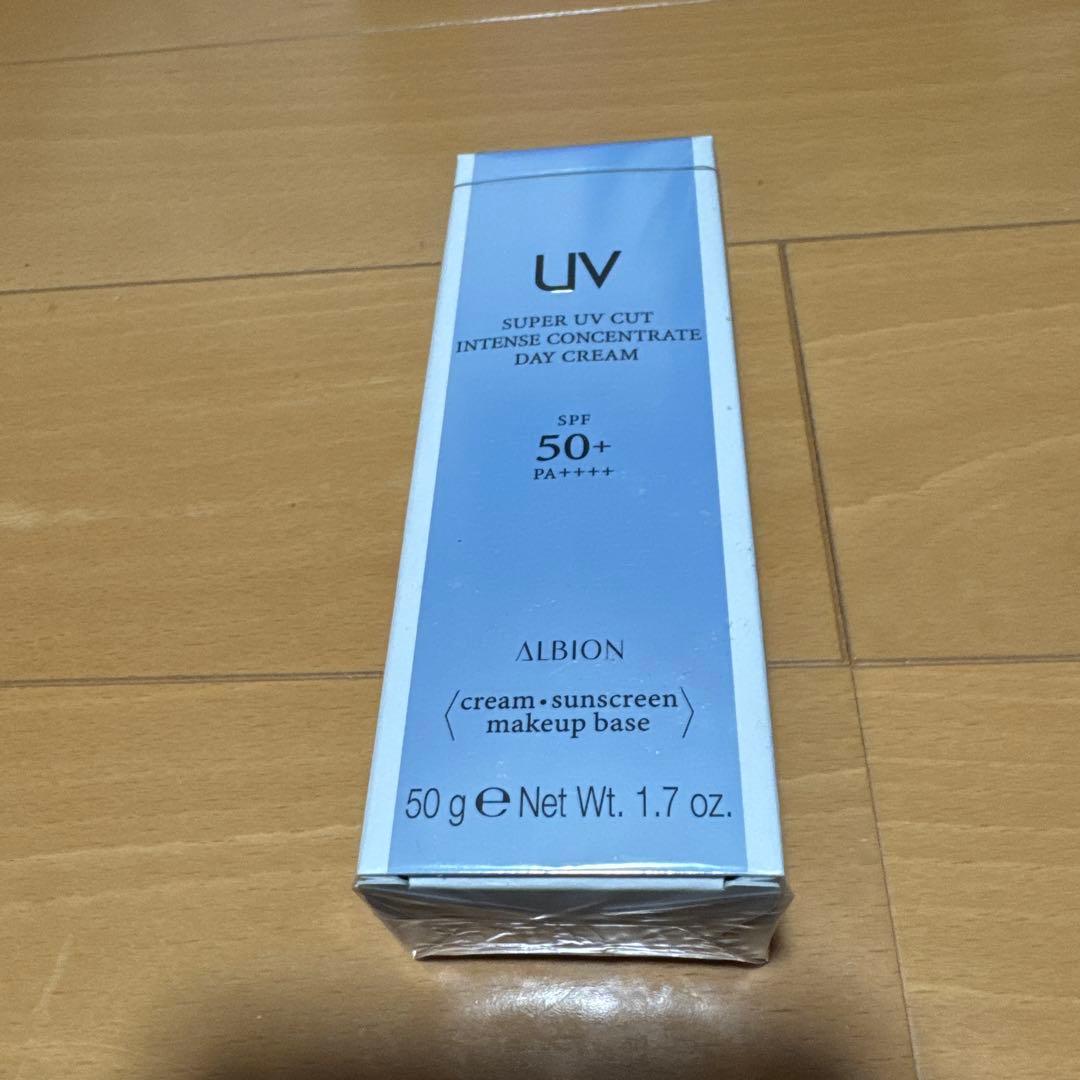 UV
SUPER UV CUT
INTENSE CONCENTRATE
DAY CREAM
SPF
50+
PA++++
ALBION
〈cream・sunscreen
makeup base〉
50 g ℮ Net Wt. 1.7 oz.